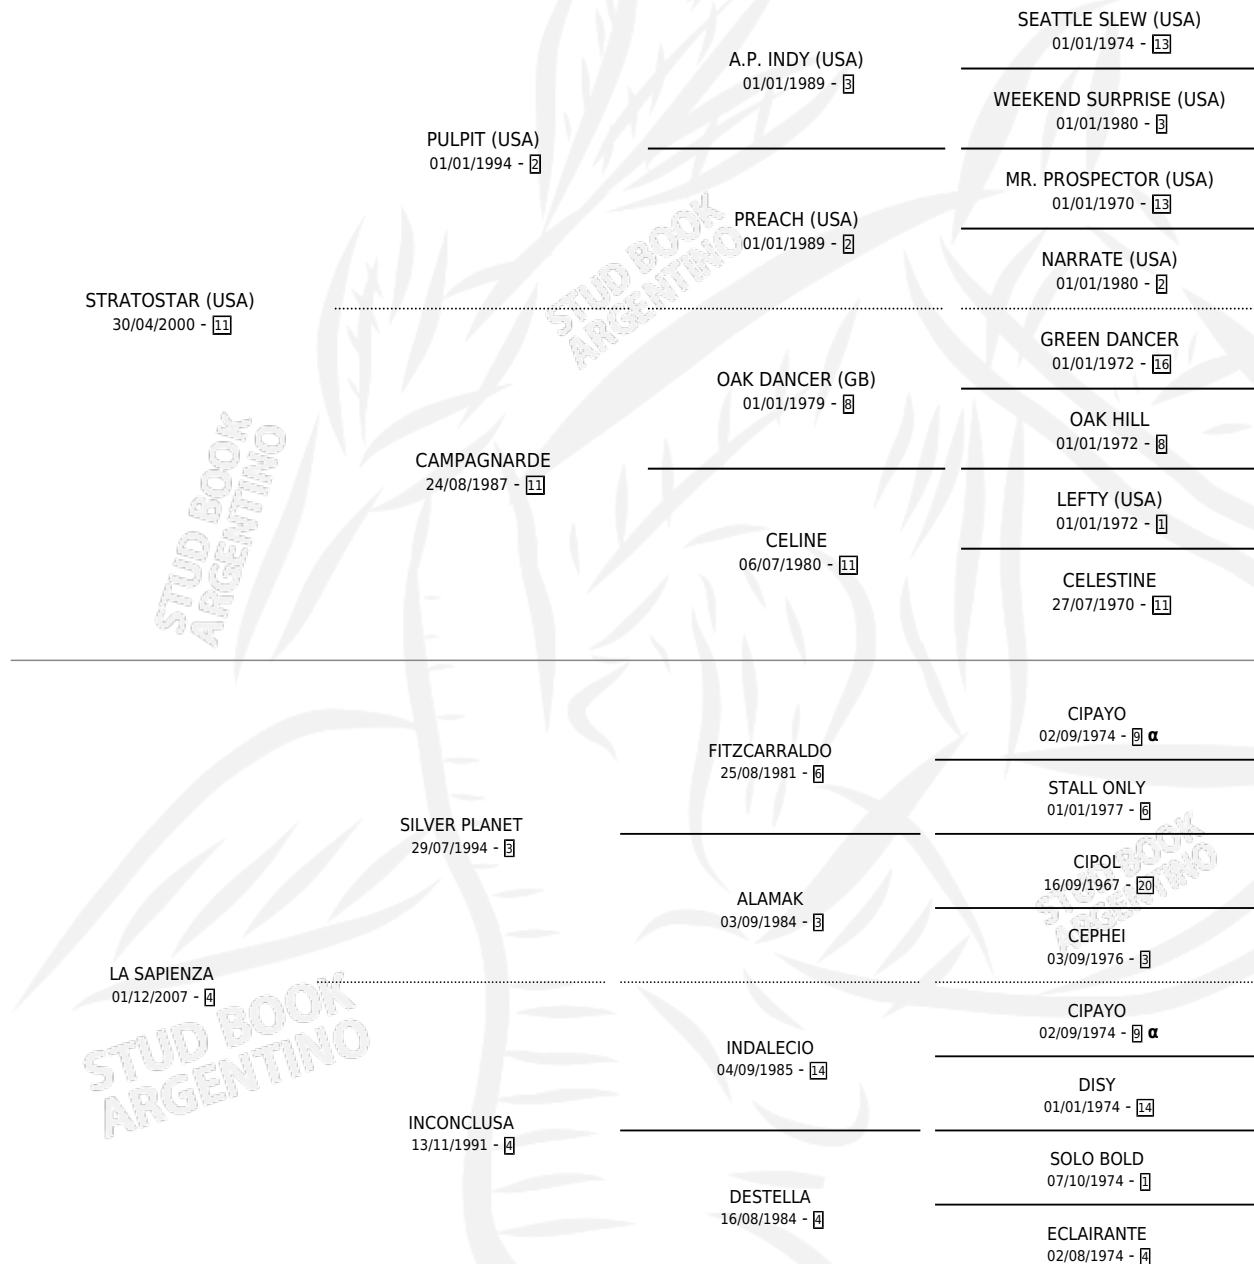 SEATTLE SLEW (USA)
01/01/1974 - 13
A.P. INDY (USA)
01/01/1989 - 3
WEEKEND SURPRISE (USA)
01/01/1980 - 3
PULPIT (USA)
01/01/1994 - 2
MR. PROSPECTOR (USA)
01/01/1970 - 13
PREACH (USA)
01/01/1989 - 2
NARRATE (USA)
01/01/1980 - 2
STRATOSTAR (USA)
30/04/2000 - 11
GREEN DANCER
01/01/1972 - 16
OAK DANCER (GB)
01/01/1979 - 8
OAK HILL
01/01/1972 - 8
CAMPAGNARDE
24/08/1987 - 11
LEFTY (USA)
01/01/1972 - 1
CELINE
06/07/1980 - 11
CELESTINE
27/07/1970 - 11
CIPAYO
02/09/1974 - 9 α
FITZCARRALDO
25/08/1981 - 6
STALL ONLY
01/01/1977 - 6
SILVER PLANET
29/07/1994 - 3
CIPOL
16/09/1967 - 20
ALAMAK
03/09/1984 - 3
CEPHEI
03/09/1976 - 3
LA SAPIENZA
01/12/2007 - 4
CIPAYO
02/09/1974 - 9 α
INDALECIO
04/09/1985 - 14
DISY
01/01/1974 - 14
INCONCLUSA
13/11/1991 - 4
SOLO BOLD
07/10/1974 - 1
DESTELLA
16/08/1984 - 4
ECLAIRANTE
02/08/1974 - 4
STUD BOOK
ARGENTINO
STUD BOOK
ARGENTINO
STUD BOOK
ARGENTINO
STUD BOOK
ARGENTINO